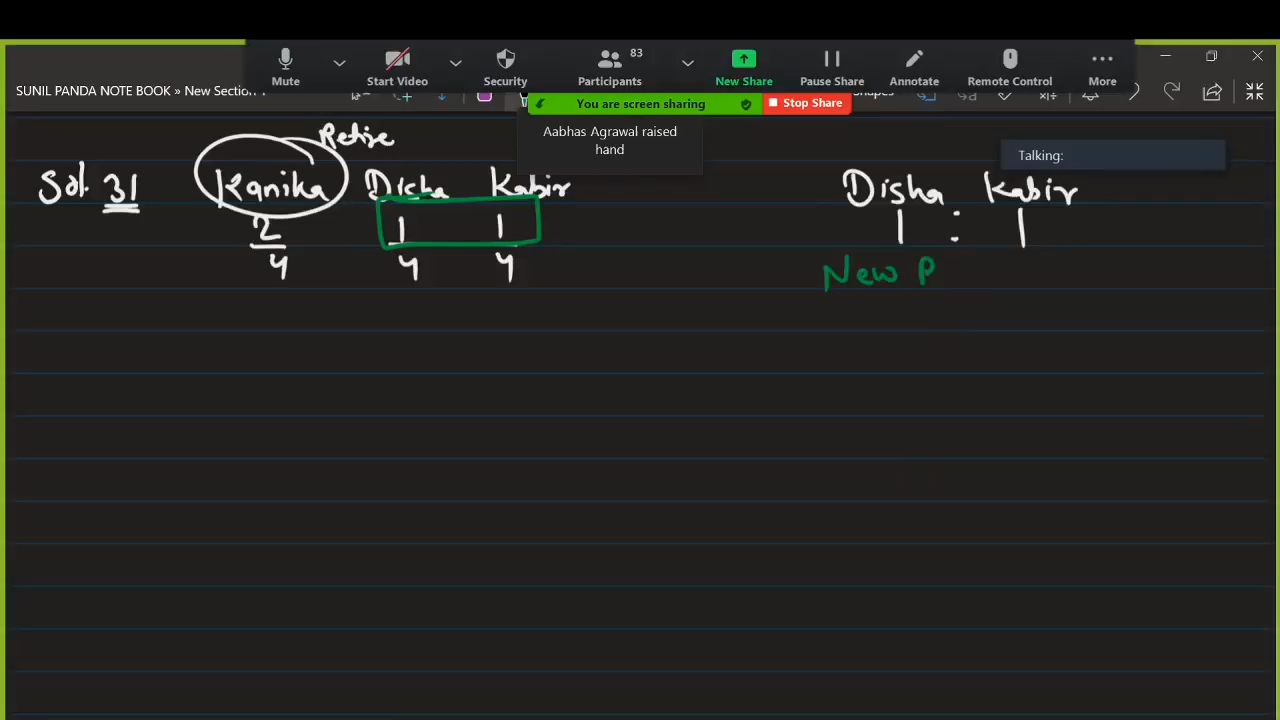 Mute
Start Video
Security
Participants
83
New Share
Pause Share
Annotate
Remote Control
More
SUNIL PANDA NOTE BOOK » New Section 1
You are screen sharing
Stop Share
Shapes
Aabhas Agrawal raised
hand
Talking:
Retire
Sol. 31 Kanika Disha Kabir
2 1 1
4 4 4
Disha Kabir
1 : 1
New P